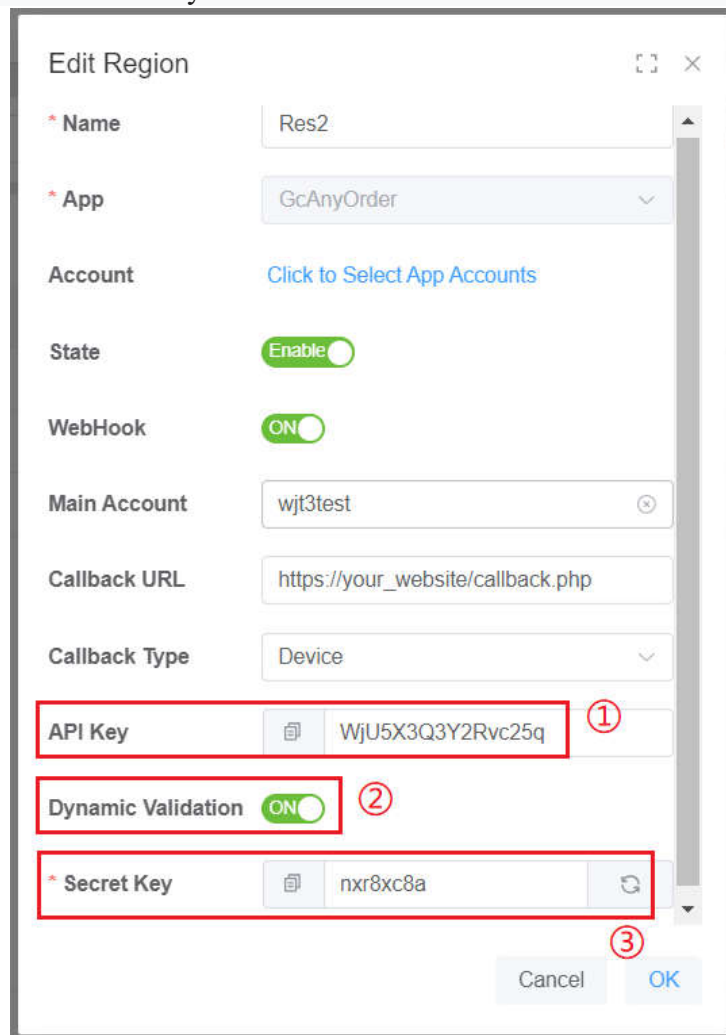 Edit Region
* Name Res2
* App GcAnyOrder
Account Click to Select App Accounts
State Enable
WebHook ON
Main Account wjt3test
Callback URL https://your_website/callback.php
Callback Type Device
API Key WjU5X3Q3Y2Rvc25q ①
Dynamic Validation ON ②
* Secret Key nxr8xc8a
③
Cancel OK